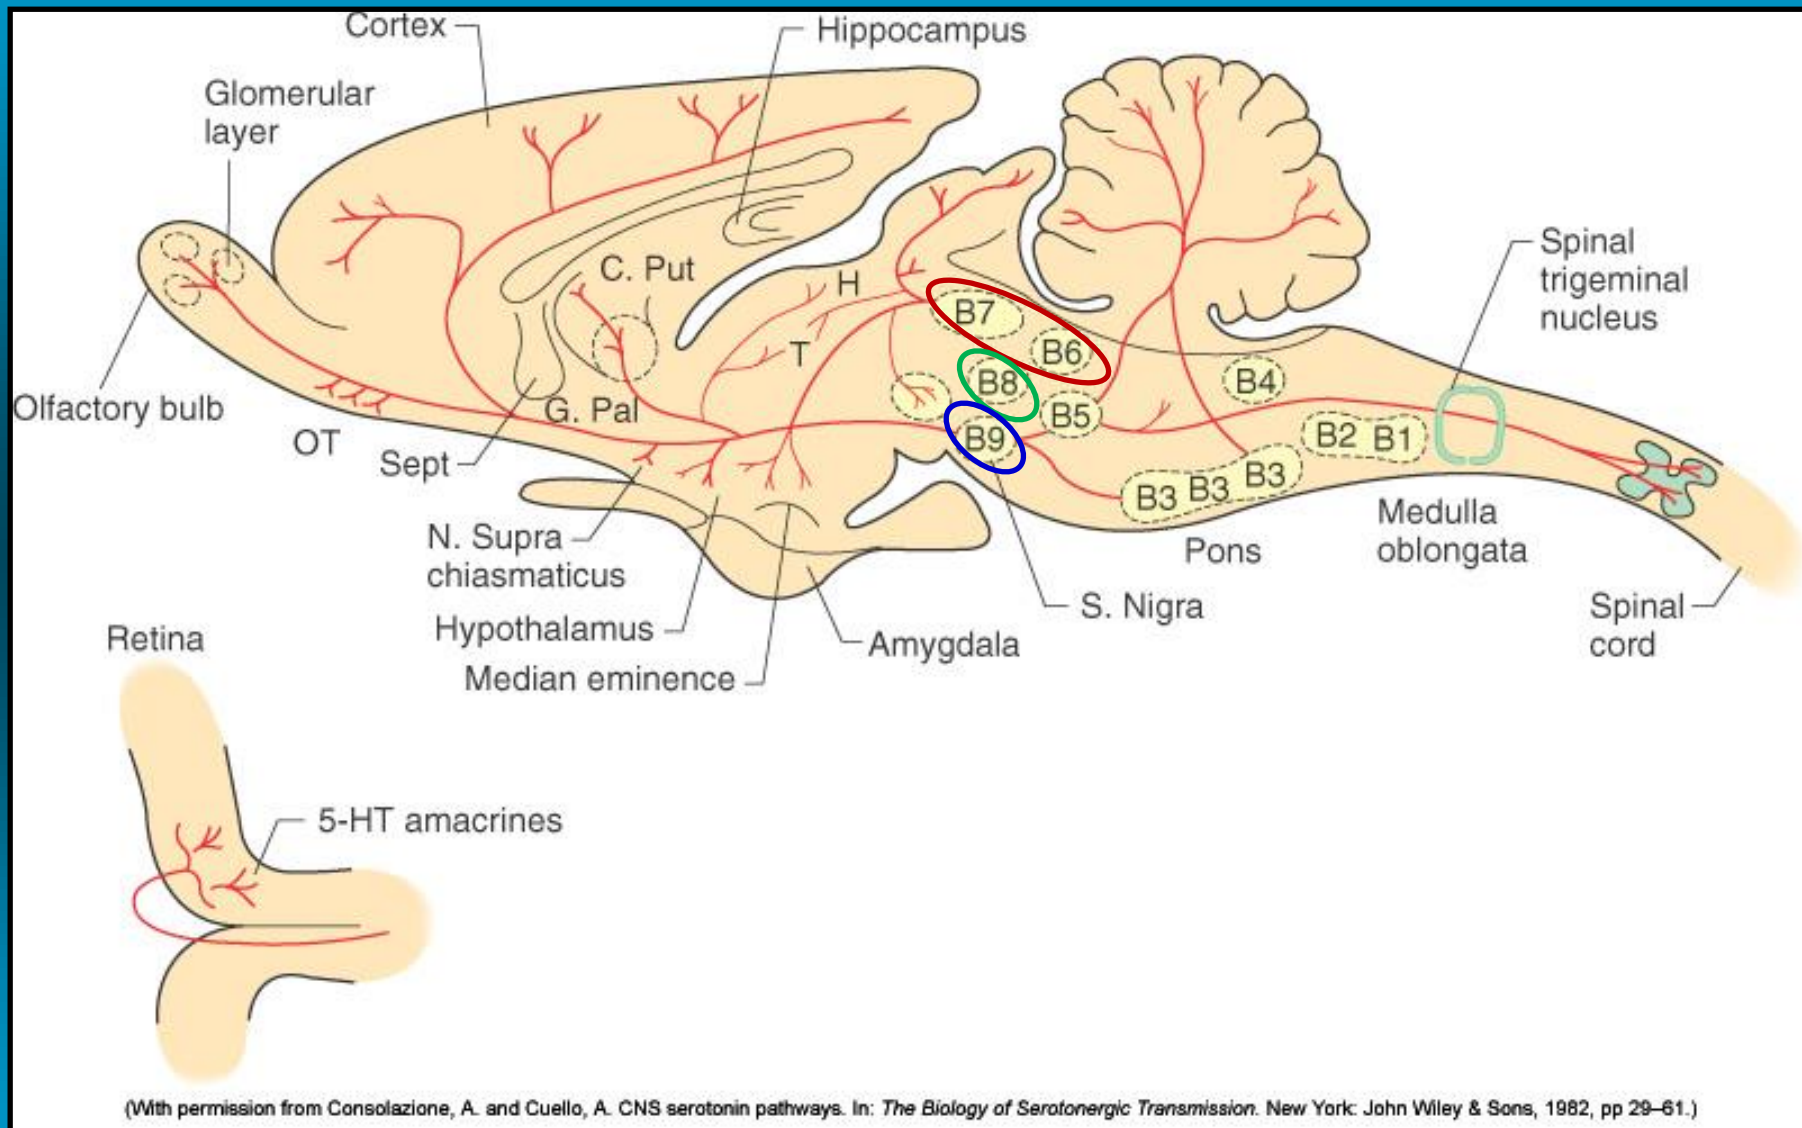 Cortex
Hippocampus
Glomerular
layer
C. Put
H
T
B7
B6
B8
B5
B9
B4
B2 B1
B3 B3 B3
Spinal
trigeminal
nucleus
Olfactory bulb
OT
G. Pal
Sept
N. Supra
chiasmaticus
Hypothalamus
Median eminence
Amygdala
S. Nigra
Pons
Medulla
oblongata
Spinal
cord
Retina
5-HT amacrines
(With permission from Consolazione, A. and Cuello, A. CNS serotonin pathways. In: The Biology of Serotonergic Transmission. New York: John Wiley & Sons, 1982, pp 29–61.)